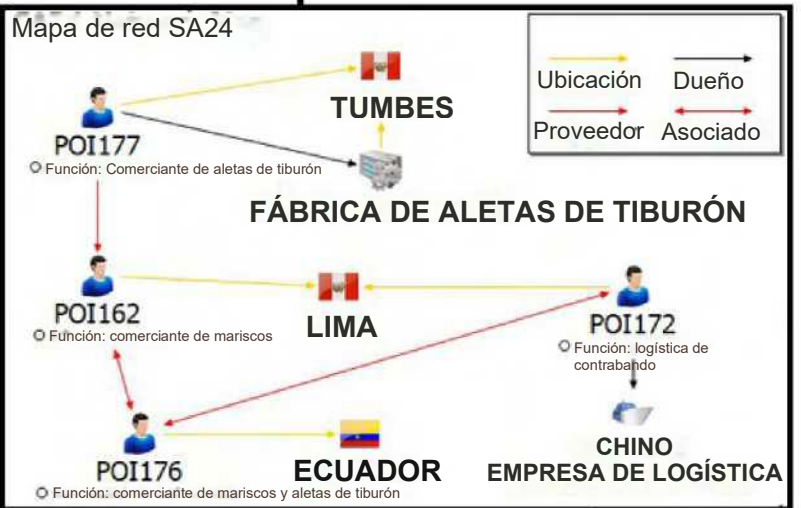 Mapa de red SA24
Ubicación
Dueño
Proveedor
Asociado
TUMBES
POI177
Función: Comerciante de aletas de tiburón
FÁBRICA DE ALETAS DE TIBURÓN
POI162
Función: comerciante de mariscos
LIMA
POI172
Función: logística de
contrabando
POI176
Función: comerciante de mariscos y aletas de tiburón
ECUADOR
CHINO
EMPRESA DE LOGÍSTICA